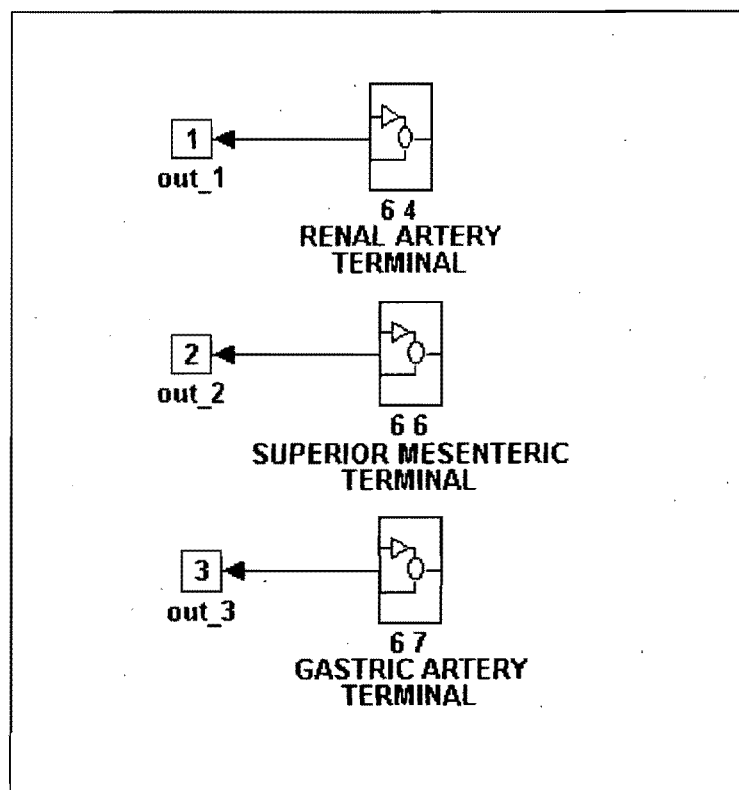 1
out_1
6 4
RENAL ARTERY
TERMINAL
2
out_2
6 6
SUPERIOR MESENTERIC
TERMINAL
3
out_3
6 7
GASTRIC ARTERY
TERMINAL